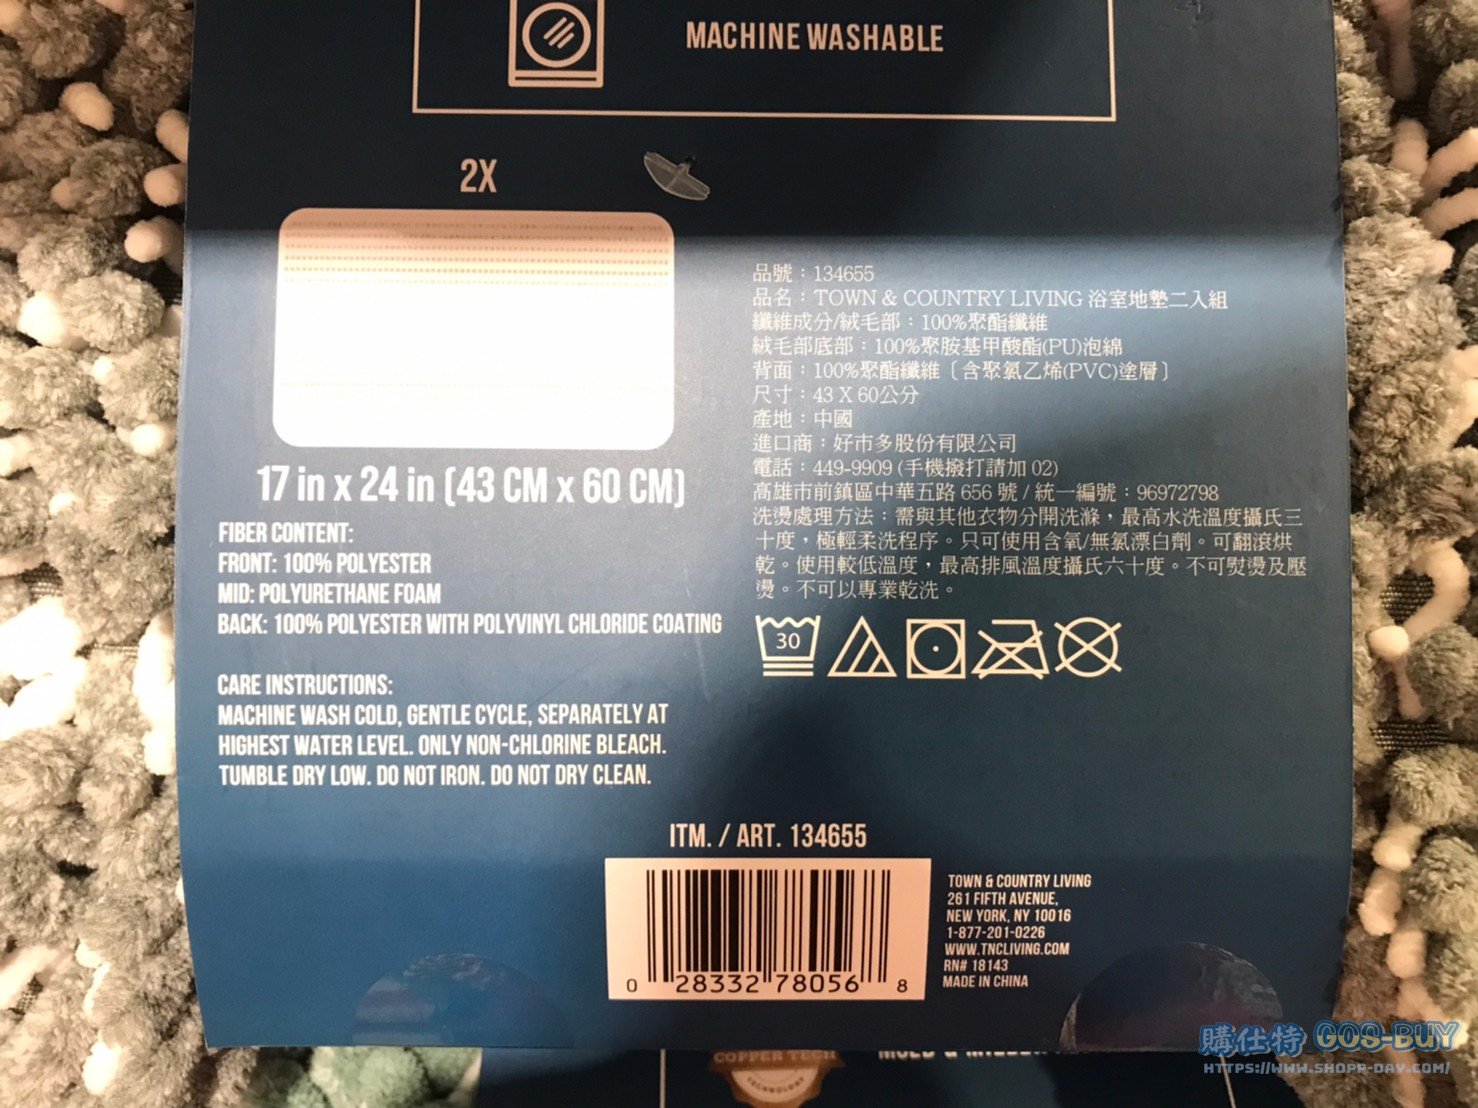 MACHINE WASHABLE
2X
17 in x 24 in (43 CM x 60 CM)
FIBER CONTENT:
FRONT: 100% POLYESTER
MID: POLYURETHANE FOAM
BACK: 100% POLYESTER WITH POLYVINYL CHLORIDE COATING
CARE INSTRUCTIONS:
MACHINE WASH COLD, GENTLE CYCLE, SEPARATELY AT
HIGHEST WATER LEVEL. ONLY NON-CHLORINE BLEACH.
TUMBLE DRY LOW. DO NOT IRON. DO NOT DRY CLEAN.
品號：134655
品名：TOWN & COUNTRY LIVING 浴室地墊二入組
纖維成分/絨毛部：100%聚酯纖維
絨毛部底部：100%聚胺基甲酸酯(PU)泡綿
背面：100%聚酯纖維〔含聚氯乙烯(PVC)塗層〕
尺寸：43 X 60公分
產地：中國
進口商：好市多股份有限公司
電話：449-9909 (手機撥打請加 02)
高雄市前鎮區中華五路 656 號 / 統一編號：96972798
洗燙處理方法：需與其他衣物分開洗滌，最高水洗溫度攝氏三
十度，極輕柔洗程序。只可使用含氧/無氯漂白劑。可翻滾烘
乾。使用較低溫度，最高排風溫度攝氏六十度。不可熨燙及壓
燙。不可以專業乾洗。
30
ITM. / ART. 134655
0 28332 78056 8
TOWN & COUNTRY LIVING
261 FIFTH AVENUE,
NEW YORK, NY 10016
1-877-201-0226
WWW.TNCLIVING.COM
RN# 18143
MADE IN CHINA
COPPER TECH
TECHNOLOGY
購仕特 GOS-BUY
HTTPS://WWW.SHOPP-DAY.COM/